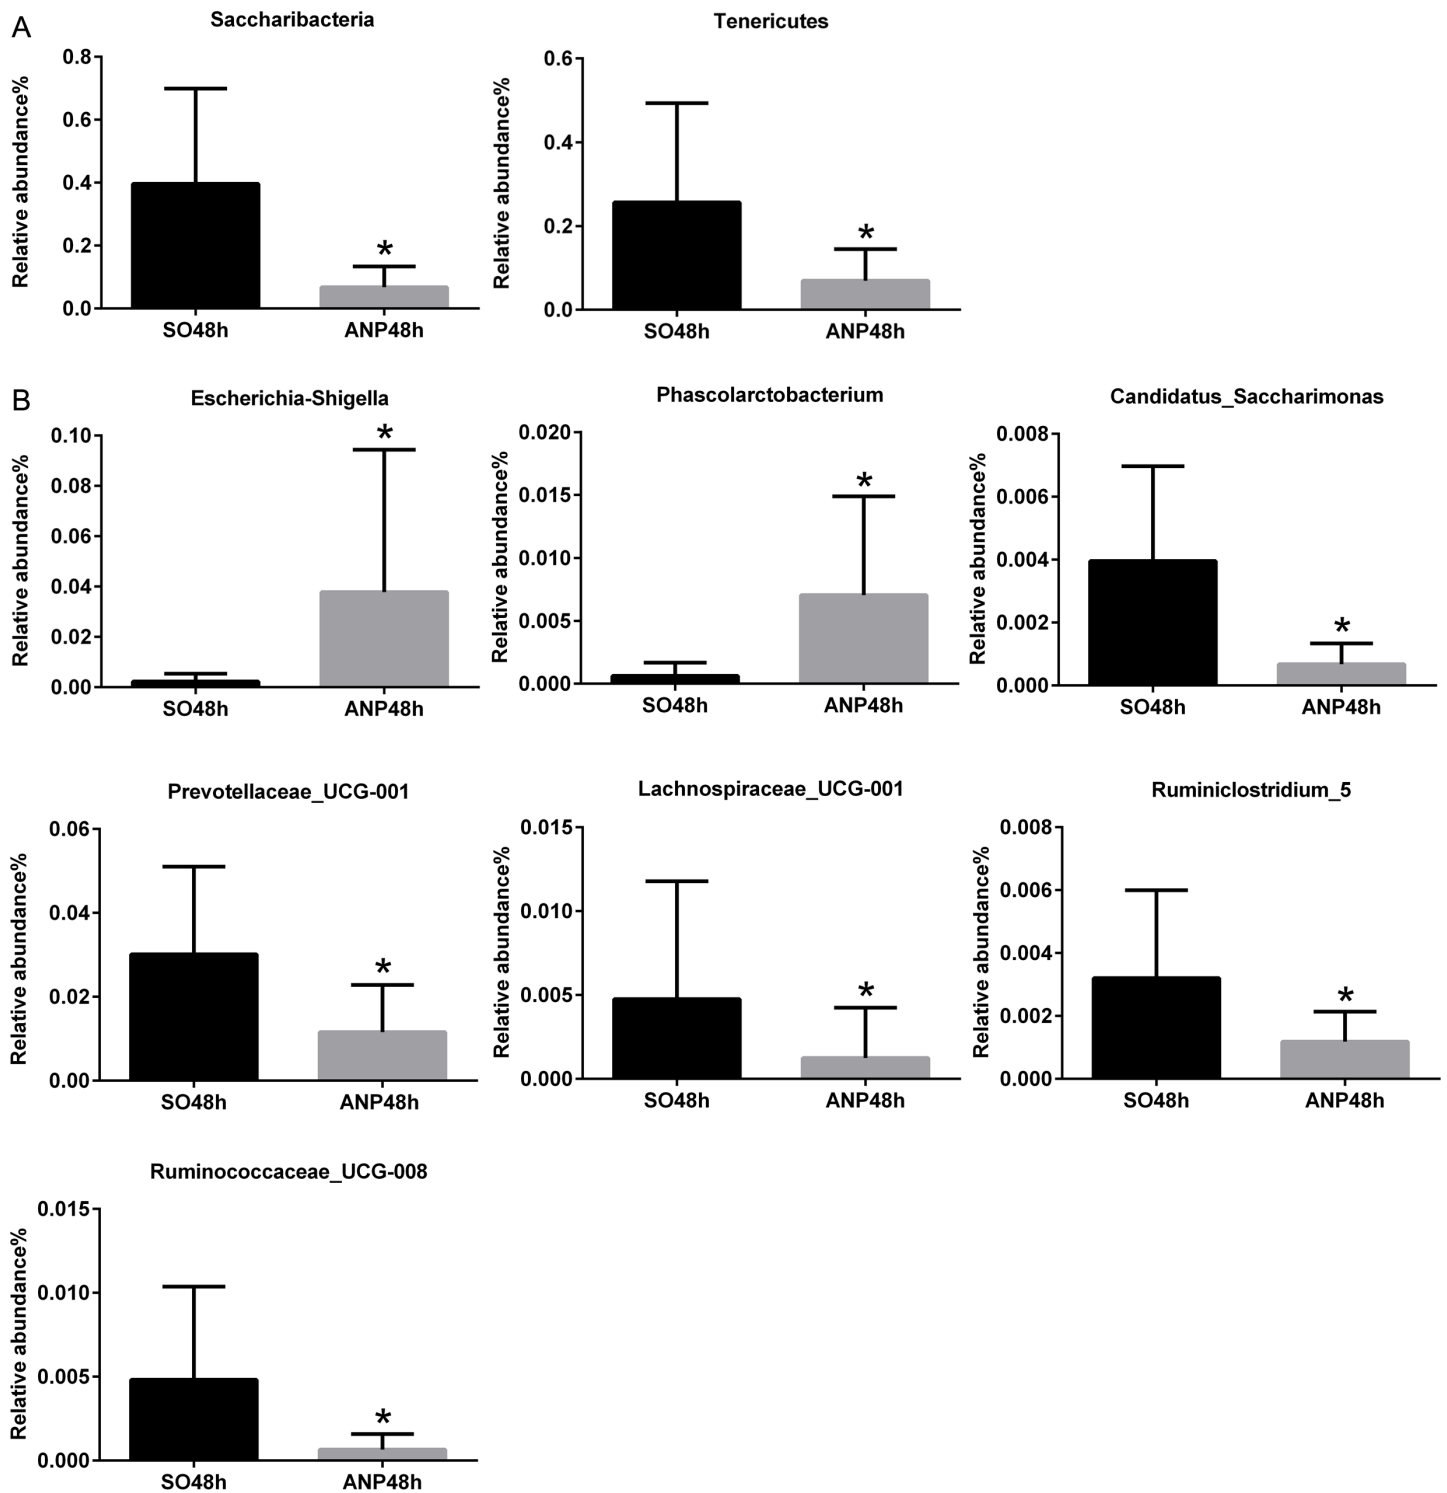 A
Saccharibacteria
Relative abundance%
0.8
0.6
0.4
0.2
0.0
*
SO48h ANP48h
Tenericutes
Relative abundance%
0.6
0.4
0.2
0.0
*
SO48h ANP48h
B
Escherichia-Shigella
Relative abundance%
0.10
0.08
0.06
0.04
0.02
0.00
*
SO48h ANP48h
Phascolarctobacterium
Relative abundance%
0.020
0.015
0.010
0.005
0.000
*
SO48h ANP48h
Candidatus_Saccharimonas
Relative abundance%
0.008
0.006
0.004
0.002
0.000
*
SO48h ANP48h
Prevotellaceae_UCG-001
Relative abundance%
0.06
0.04
0.02
0.00
*
SO48h ANP48h
Lachnospiraceae_UCG-001
Relative abundance%
0.015
0.010
0.005
0.000
*
SO48h ANP48h
Ruminiclostridium_5
Relative abundance%
0.008
0.006
0.004
0.002
0.000
*
SO48h ANP48h
Ruminococcaceae_UCG-008
Relative abundance%
0.015
0.010
0.005
0.000
*
SO48h ANP48h